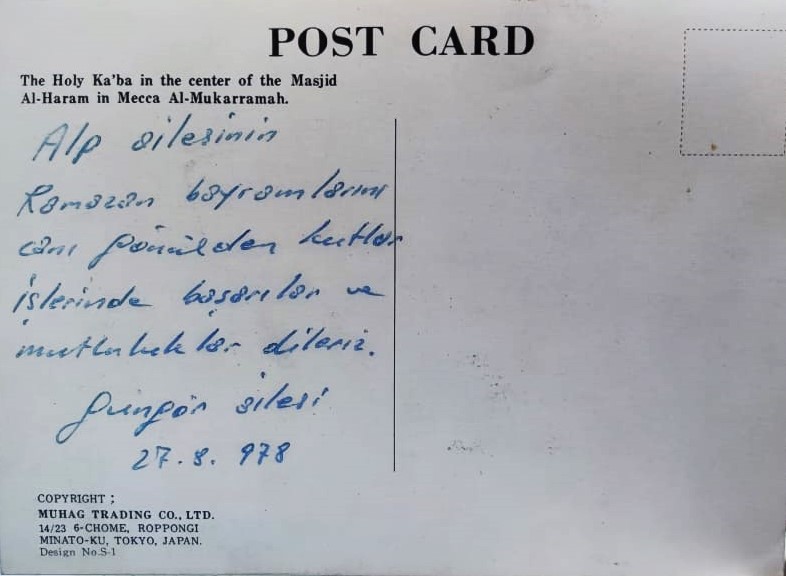 POST CARD
The Holy Ka'ba in the center of the Masjid
Al-Haram in Mecca Al-Mukarramah.
Alp ailesinin
Ramazan bayramlarını
canı gönülden kutlar
işlerinde başarılar ve
mutluluklar dileriz.
Güngör ailesi
27.8.978
COPYRIGHT ;
MUHAG TRADING CO., LTD.
14/23 6-CHOME, ROPPONGI
MINATO-KU, TOKYO, JAPAN.
Design No.S-1